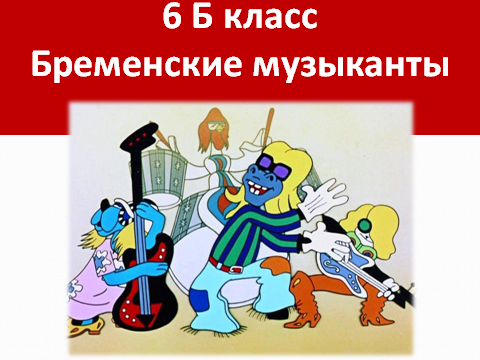 6 Б класс
Бременские музыканты